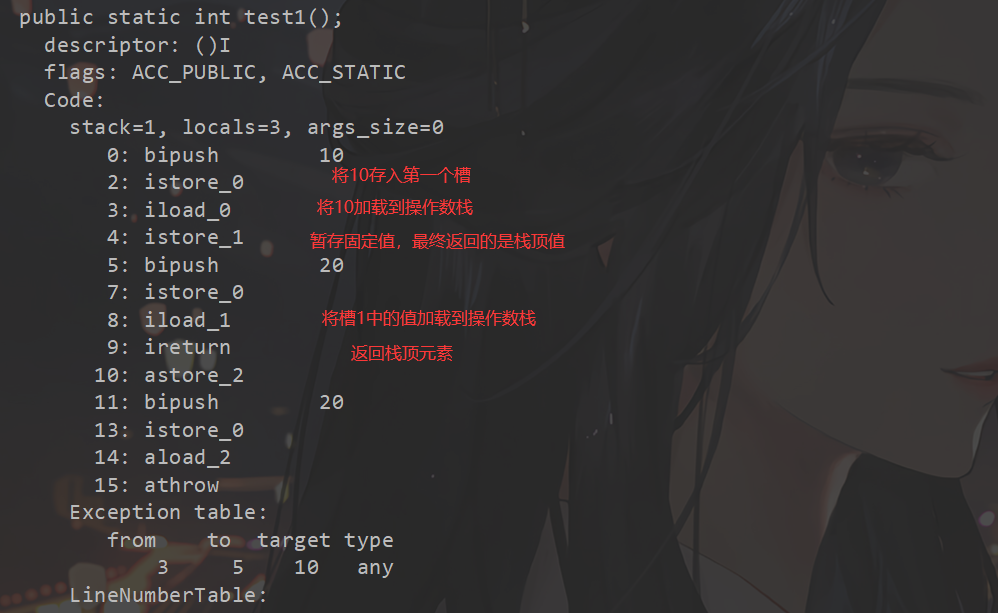 public static int test1();
descriptor: ()I
flags: ACC_PUBLIC, ACC_STATIC
Code:
stack=1, locals=3, args_size=0
0: bipush 10
将10存入第一个槽
2: istore_0
3: iload_0 将10加载到操作数栈
4: istore_1 暂存固定值，最终返回的是栈顶值
5: bipush 20
7: istore_0
8: iload_1 将槽1中的值加载到操作数栈
9: ireturn 返回栈顶元素
10: astore_2
11: bipush 20
13: istore_0
14: aload_2
15: athrow
Exception table:
from to target type
3 5 10 any
LineNumberTable: